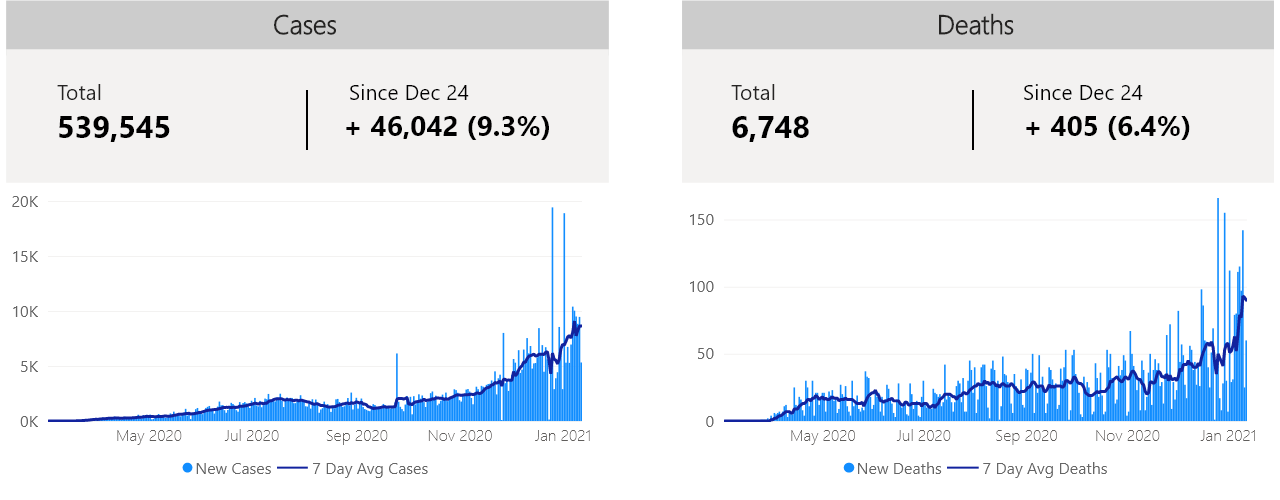 Cases
Total
539,545
Since Dec 24
+ 46,042 (9.3%)
20K
15K
10K
5K
0K
May 2020 Jul 2020 Sep 2020 Nov 2020 Jan 2021
New Cases 7 Day Avg Cases
Deaths
Total
6,748
Since Dec 24
+ 405 (6.4%)
150
100
50
0
May 2020 Jul 2020 Sep 2020 Nov 2020 Jan 2021
New Deaths 7 Day Avg Deaths